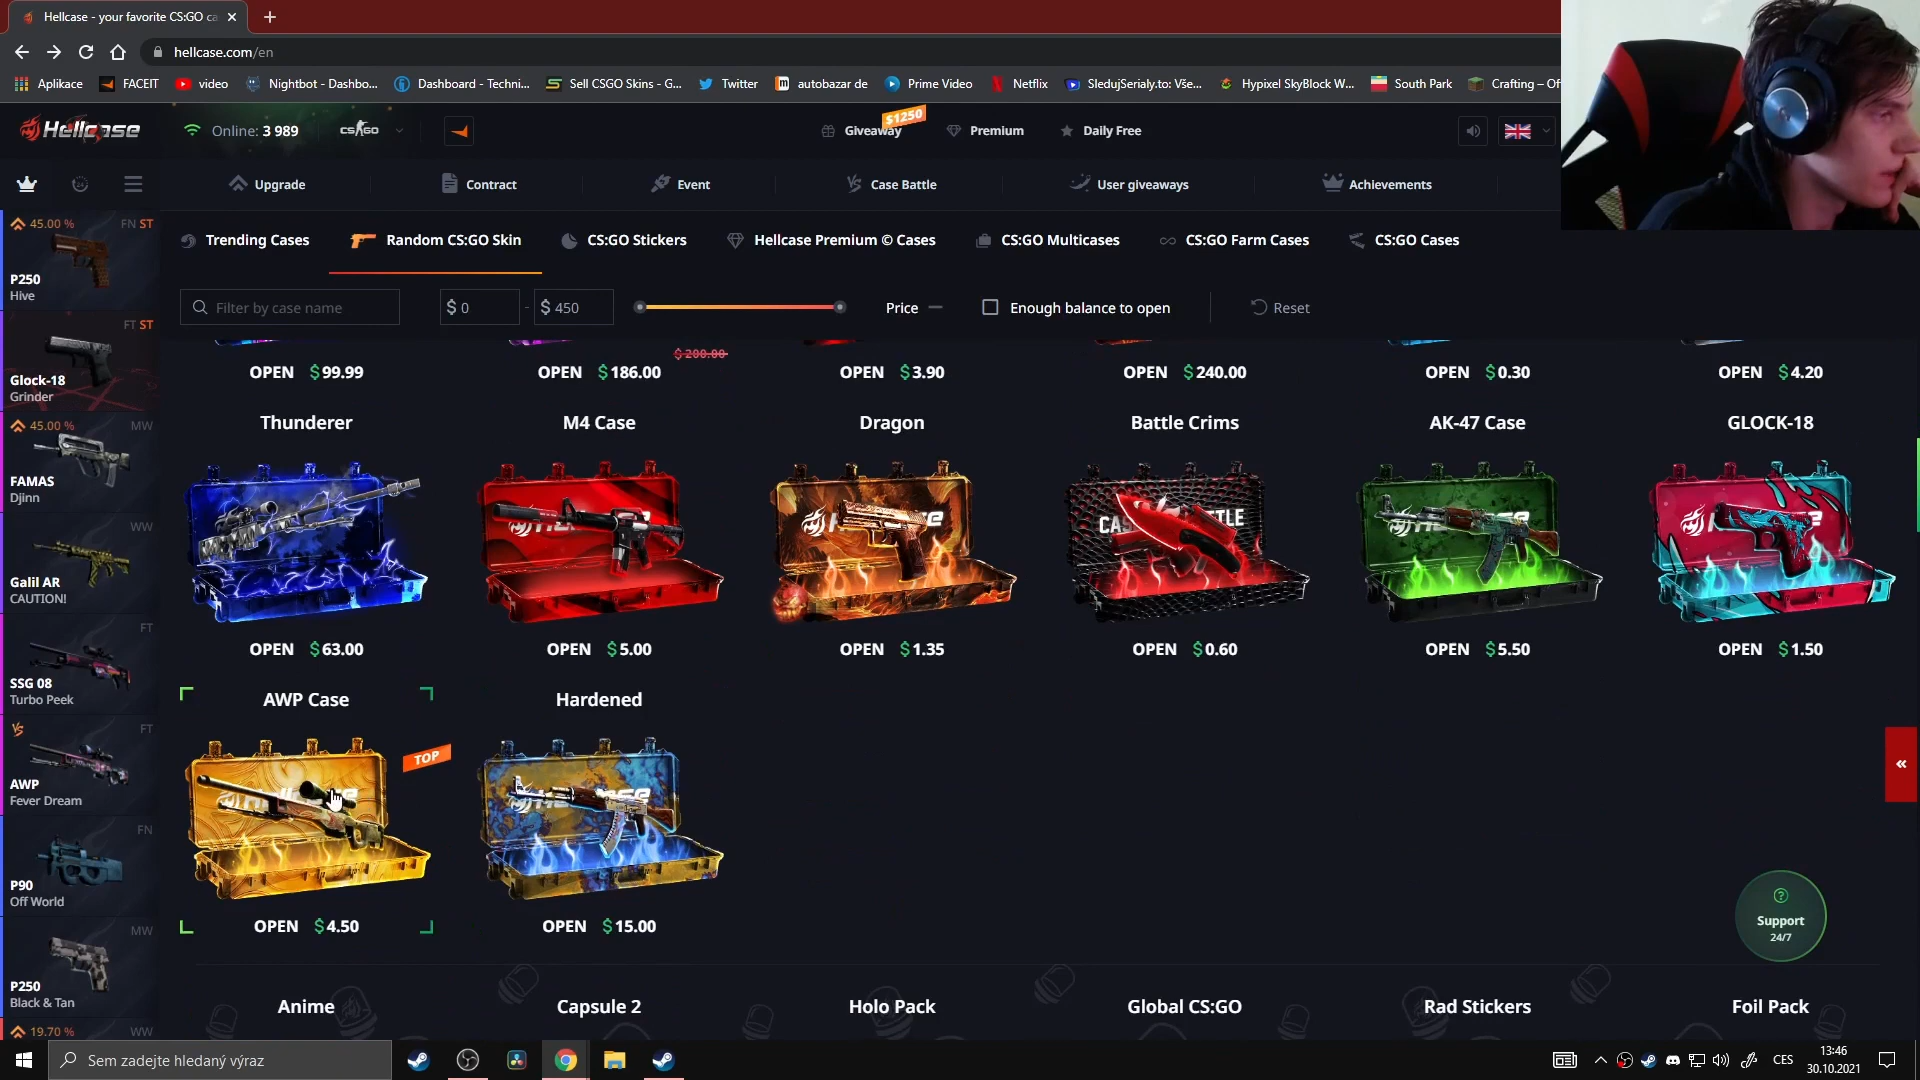 Hellcase - your favorite CS:GO ca
hellcase.com/en
Aplikace
FACEIT
video
Nightbot - Dashbo...
Dashboard - Techni...
Sell CSGO Skins - G...
Twitter
autobazar de
Prime Video
Netflix
SledujSerialy.to: Vše...
Hypixel SkyBlock W...
South Park
Crafting – Of
Hellcase
Online: 3 989
CS:GO
Giveaway
$1250
Premium
Daily Free
Upgrade
Contract
Event
Case Battle
User giveaways
Achievements
Trending Cases
Random CS:GO Skin
CS:GO Stickers
Hellcase Premium © Cases
CS:GO Multicases
CS:GO Farm Cases
CS:GO Cases
Filter by case name
$ 0
-
$ 450
Price
Enough balance to open
Reset
45.00 %
FN ST
P250
Hive
FT ST
Glock-18
Grinder
45.00 %
MW
FAMAS
Djinn
WW
Galil AR
CAUTION!
FT
SSG 08
Turbo Peek
FT
AWP
Fever Dream
FN
P90
Off World
MW
P250
Black & Tan
19.70 %
WW
OPEN $99.99
OPEN $186.00
$200.00
OPEN $3.90
OPEN $240.00
OPEN $0.30
OPEN $4.20
Thunderer
M4 Case
Dragon
Battle Crims
AK-47 Case
GLOCK-18
OPEN $63.00
OPEN $5.00
OPEN $1.35
OPEN $0.60
OPEN $5.50
OPEN $1.50
AWP Case
Hardened
TOP
OPEN $4.50
OPEN $15.00
Support
24/7
Anime
Capsule 2
Holo Pack
Global CS:GO
Rad Stickers
Foil Pack
Sem zadejte hledaný výraz
CES
13:46
30.10.2021